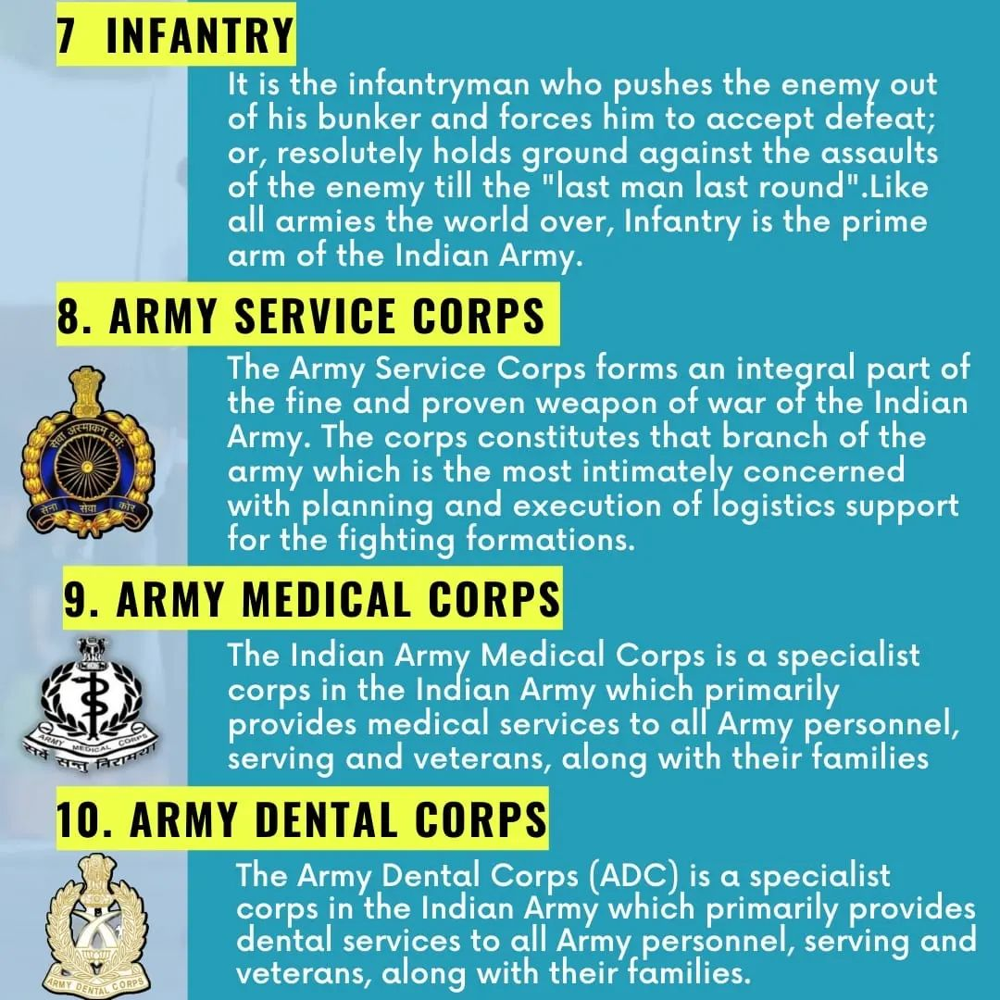 7 INFANTRY
It is the infantryman who pushes the enemy out
of his bunker and forces him to accept defeat;
or, resolutely holds ground against the assaults
of the enemy till the "last man last round".Like
all armies the world over, Infantry is the prime
arm of the Indian Army.
8. ARMY SERVICE CORPS
सेवा अस्माकम् धर्मः
सेना सेवा कोर
The Army Service Corps forms an integral part of
the fine and proven weapon of war of the Indian
Army. The corps constitutes that branch of the
army which is the most intimately concerned
with planning and execution of logistics support
for the fighting formations.
9. ARMY MEDICAL CORPS
ARMY MEDICAL CORPS
सर्वे सन्तु निरामया
The Indian Army Medical Corps is a specialist
corps in the Indian Army which primarily
provides medical services to all Army personnel,
serving and veterans, along with their families
10. ARMY DENTAL CORPS
ARMY DENTAL CORPS
The Army Dental Corps (ADC) is a specialist
corps in the Indian Army which primarily provides
dental services to all Army personnel, serving and
veterans, along with their families.